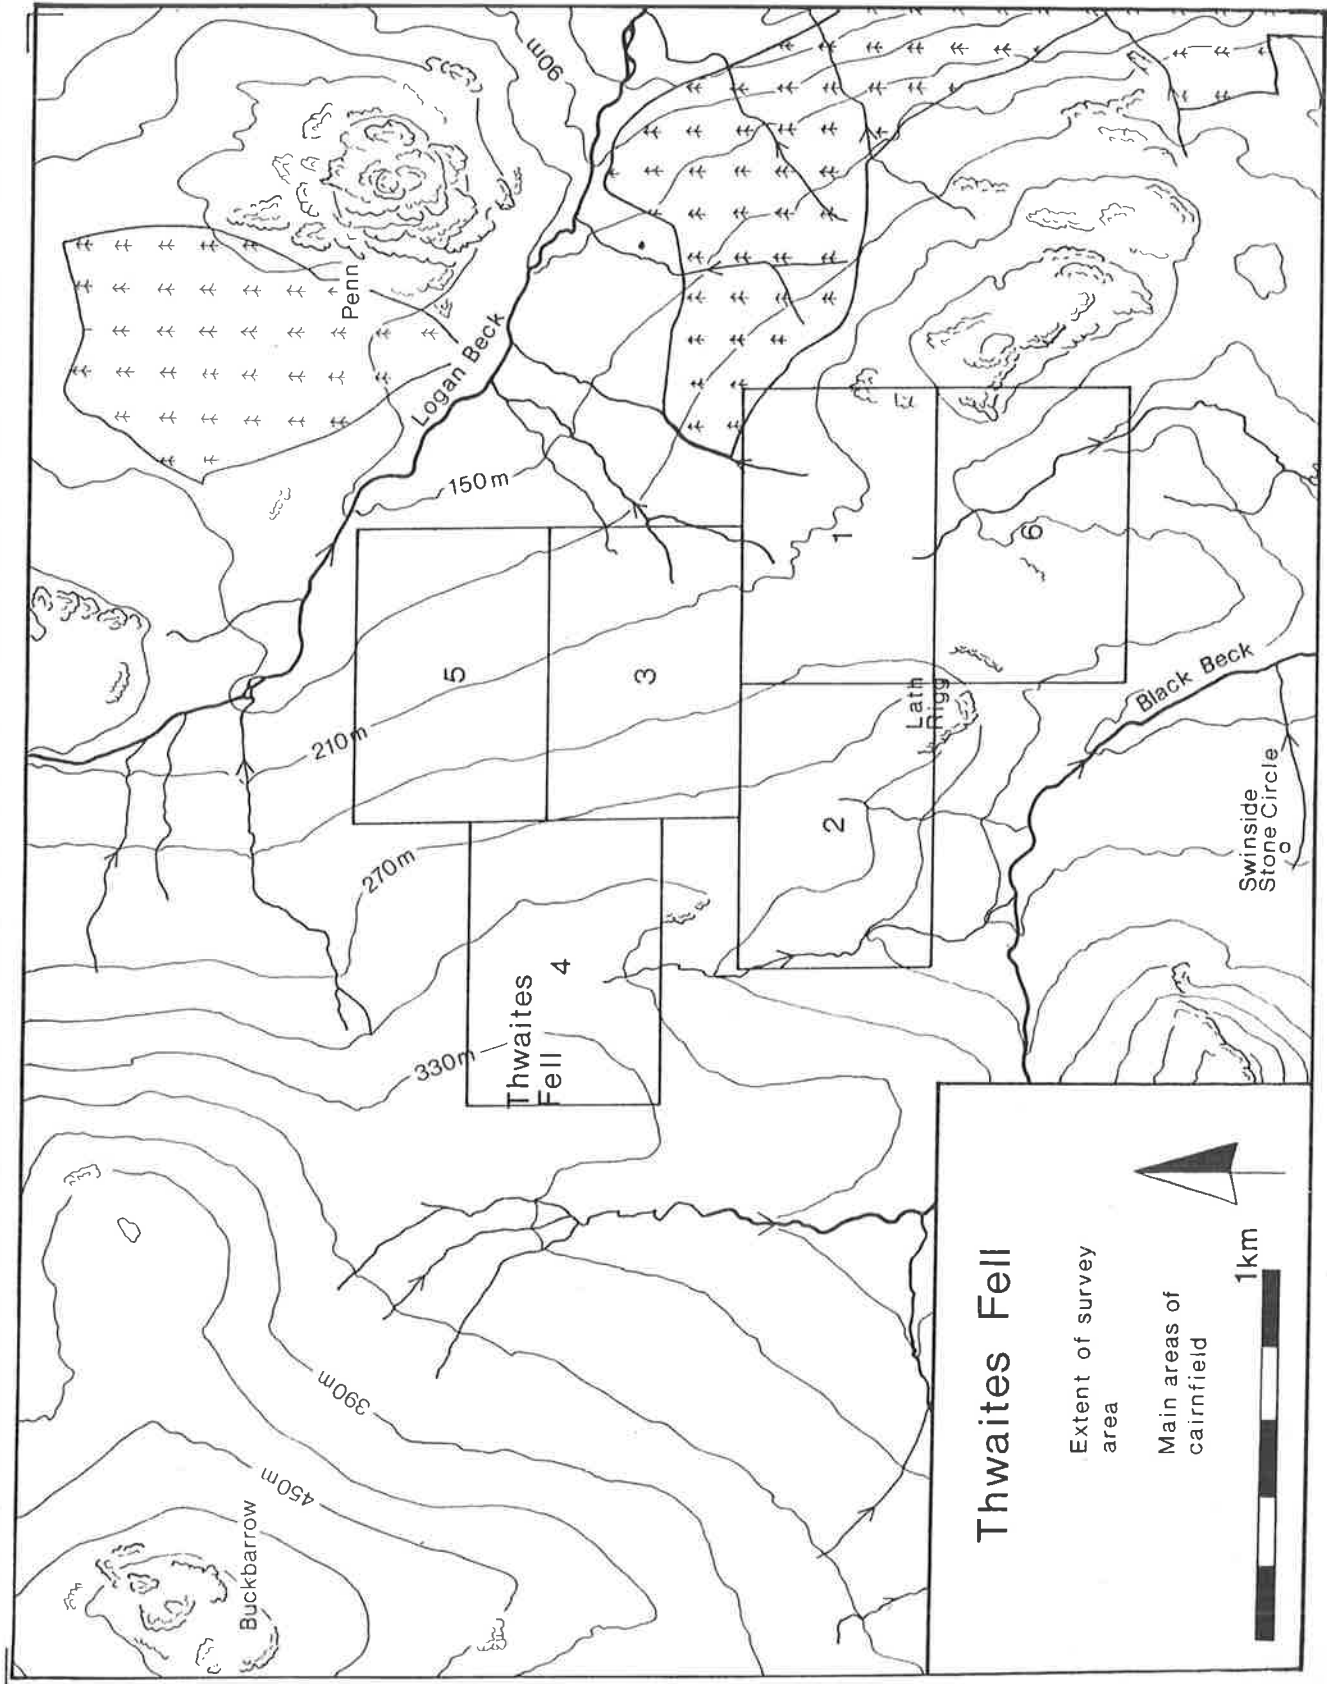 90m
Penn
Logan Beck
150m
5
3
1
6
210m
Lath
Rigg
Black Beck
270m
2
Swinside
Stone Circle
330m
Thwaites
Fell
4
390m
450m
Buckbarrow
Thwaites Fell
Extent of survey
area
Main areas of
cairnfield
1km